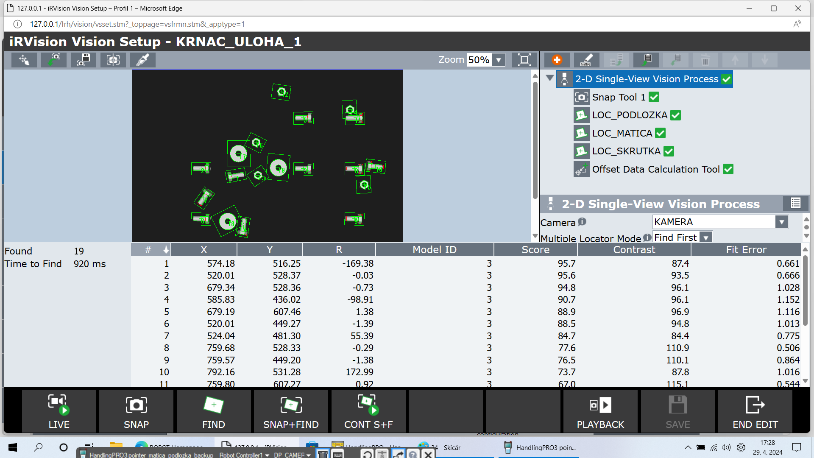 127.0.0.1 - iRVision Vision Setup – Profil 1 – Microsoft Edge
127.0.0.1/frh/vision/vsset.stm?_toppage=vsfrmn.stm&_apptype=1
iRVision Vision Setup - KRNAC_ULOHA_1
Zoom 50%
2-D Single-View Vision Process
Snap Tool 1
LOC_PODLOZKA
LOC_MATICA
LOC_SKRUTKA
Offset Data Calculation Tool
2-D Single-View Vision Process
Camera KAMERA
Multiple Locator Mode Find First
Found 19
Time to Find 920 ms
# X Y R Model ID Score Contrast Fit Error
1 574.18 516.25 -169.38 3 95.7 87.4 0.661
2 520.01 528.37 -0.03 3 95.6 93.5 0.666
3 679.34 528.36 -0.73 3 94.8 96.1 1.028
4 585.83 436.02 -98.91 3 90.7 96.1 1.152
5 679.19 607.46 1.38 3 88.9 96.9 1.116
6 520.01 449.27 -1.39 3 88.5 94.8 1.013
7 524.04 481.30 55.39 3 84.7 84.4 0.775
8 759.68 528.33 -0.29 3 77.6 110.9 0.506
9 759.57 449.20 -1.38 3 76.5 110.1 0.864
10 792.16 531.28 172.99 3 73.7 87.8 1.016
11 759.80 607.27 0.92 3 67.0 115.1 0.544
LIVE
SNAP
FIND
SNAP+FIND
CONT S+F
PLAYBACK
SAVE
END EDIT
Skicár
HandlingPRO3 pointer_matica_podlozka_backup
Robot Controller1
HandlingPRO3 poin...
17:28
29. 4. 2024